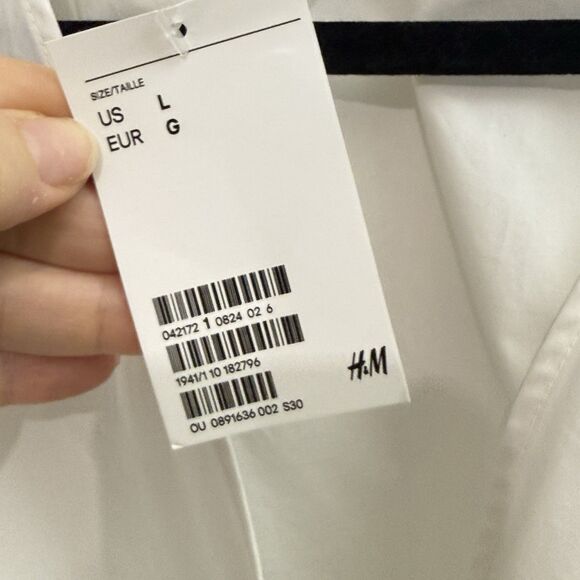 SIZE/TAILLE
US L
EUR G
042172 1 0824 02 6
1941/1 10 182796
OU 0891636 002 S30
H&M